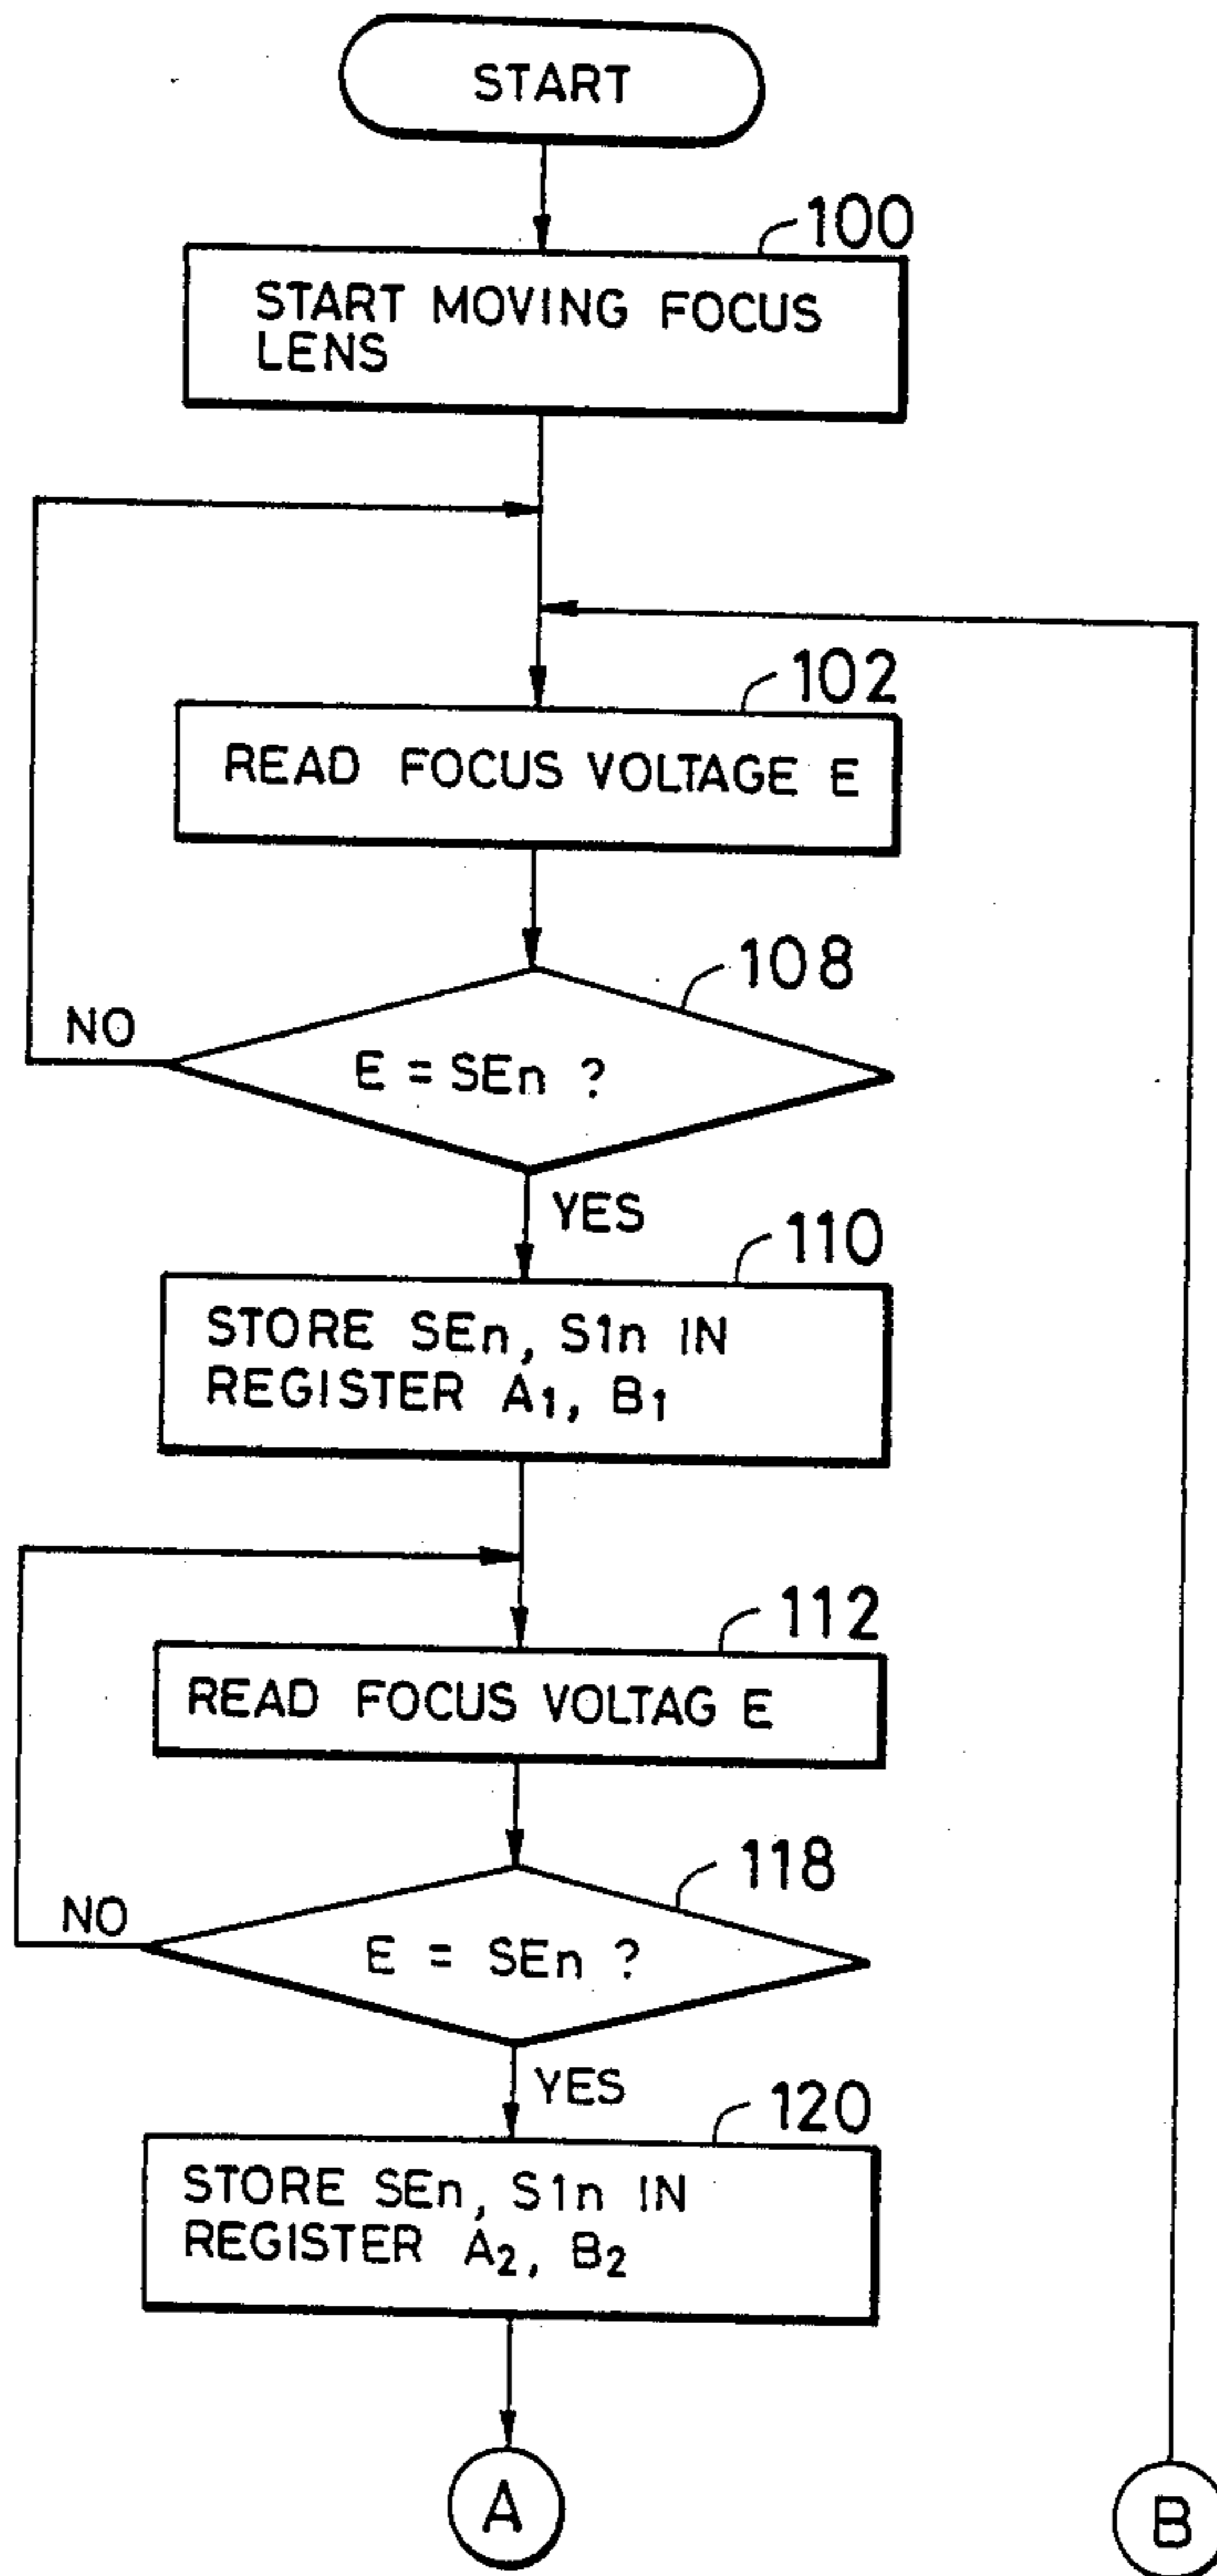 START
100
START MOVING FOCUS
LENS
102
READ FOCUS VOLTAGE E
108
NO
E = SEn ?
YES
110
STORE SEn, S1n IN
REGISTER A1, B1
112
READ FOCUS VOLTAG E
118
NO
E = SEn ?
YES
120
STORE SEn, S1n IN
REGISTER A2, B2
A
B